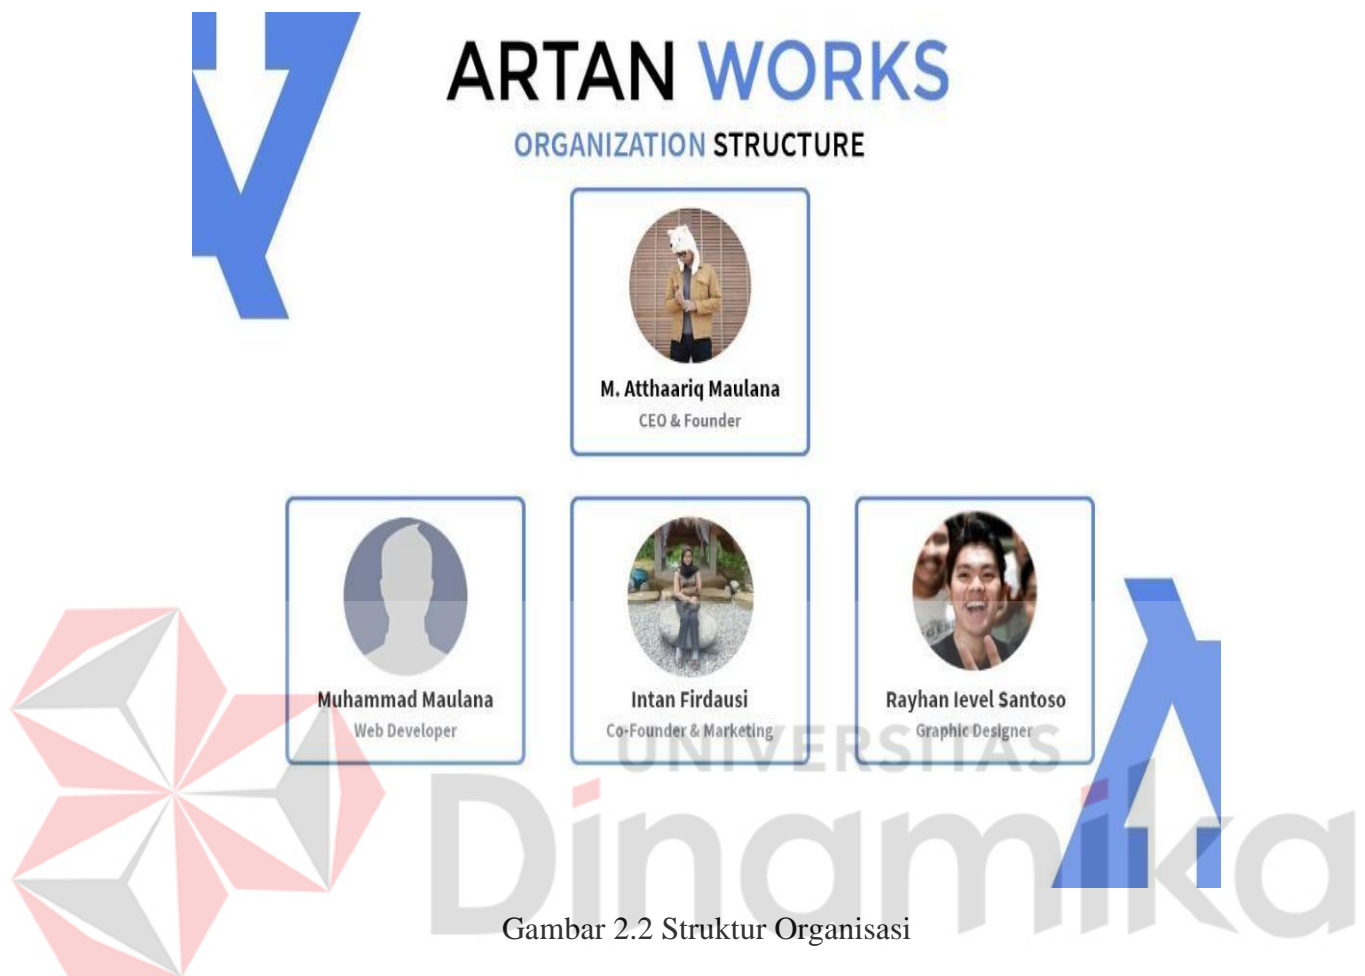 ARTAN WORKS
ORGANIZATION STRUCTURE
M. Atthaariq Maulana
CEO & Founder
Muhammad Maulana
Web Developer
Intan Firdausi
Co-Founder & Marketing
Rayhan Ievel Santoso
Graphic Designer
UNIVERSITAS
Dinamika
Gambar 2.2 Struktur Organisasi